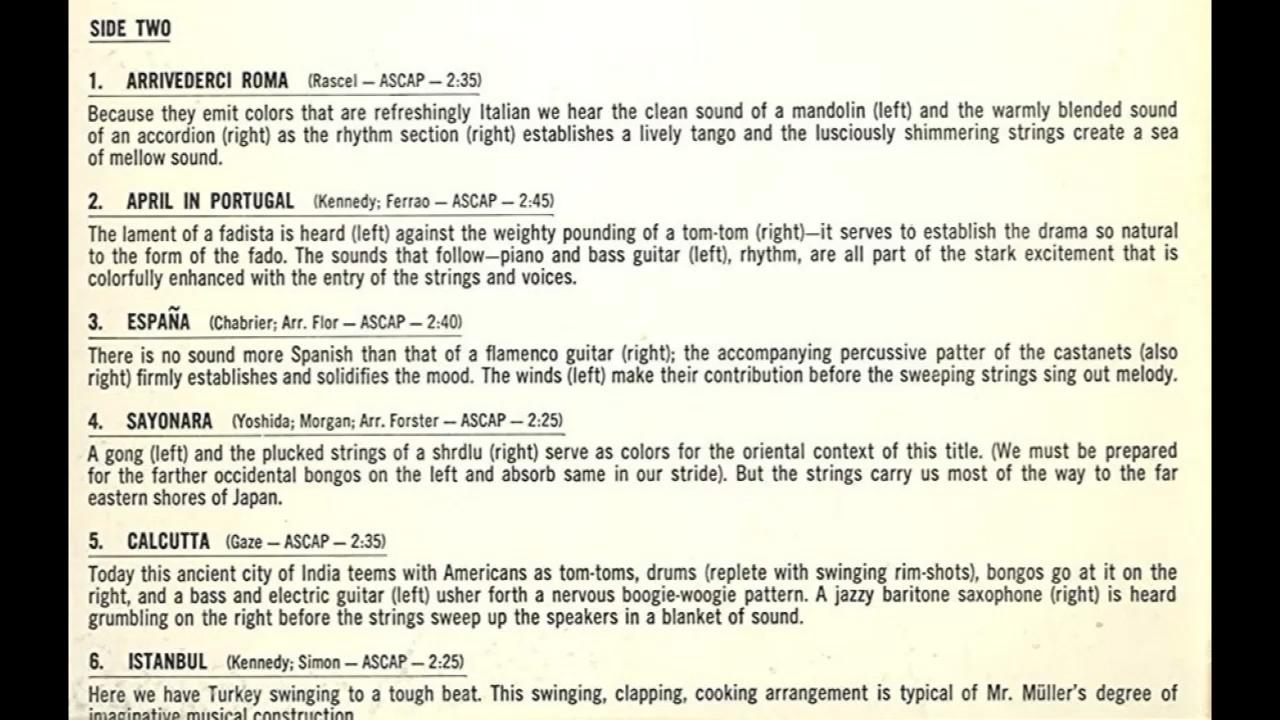 SIDE TWO
1. ARRIVEDERCI ROMA (Rascel – ASCAP – 2:35)
Because they emit colors that are refreshingly Italian we hear the clean sound of a mandolin (left) and the warmly blended sound
of an accordion (right) as the rhythm section (right) establishes a lively tango and the lusciously shimmering strings create a sea
of mellow sound.
2. APRIL IN PORTUGAL (Kennedy; Ferrao – ASCAP – 2:45)
The lament of a fadista is heard (left) against the weighty pounding of a tom-tom (right)—it serves to establish the drama so natural
to the form of the fado. The sounds that follow—piano and bass guitar (left), rhythm, are all part of the stark excitement that is
colorfully enhanced with the entry of the strings and voices.
3. ESPAÑA (Chabrier; Arr. Flor – ASCAP – 2:40)
There is no sound more Spanish than that of a flamenco guitar (right); the accompanying percussive patter of the castanets (also
right) firmly establishes and solidifies the mood. The winds (left) make their contribution before the sweeping strings sing out melody.
4. SAYONARA (Yoshida; Morgan; Arr. Forster – ASCAP – 2:25)
A gong (left) and the plucked strings of a shrdlu (right) serve as colors for the oriental context of this title. (We must be prepared
for the farther occidental bongos on the left and absorb same in our stride). But the strings carry us most of the way to the far
eastern shores of Japan.
5. CALCUTTA (Gaze – ASCAP – 2:35)
Today this ancient city of India teems with Americans as tom-toms, drums (replete with swinging rim-shots), bongos go at it on the
right, and a bass and electric guitar (left) usher forth a nervous boogie-woogie pattern. A jazzy baritone saxophone (right) is heard
grumbling on the right before the strings sweep up the speakers in a blanket of sound.
6. ISTANBUL (Kennedy; Simon – ASCAP – 2:25)
Here we have Turkey swinging to a tough beat. This swinging, clapping, cooking arrangement is typical of Mr. Müller's degree of
imaginative musical construction